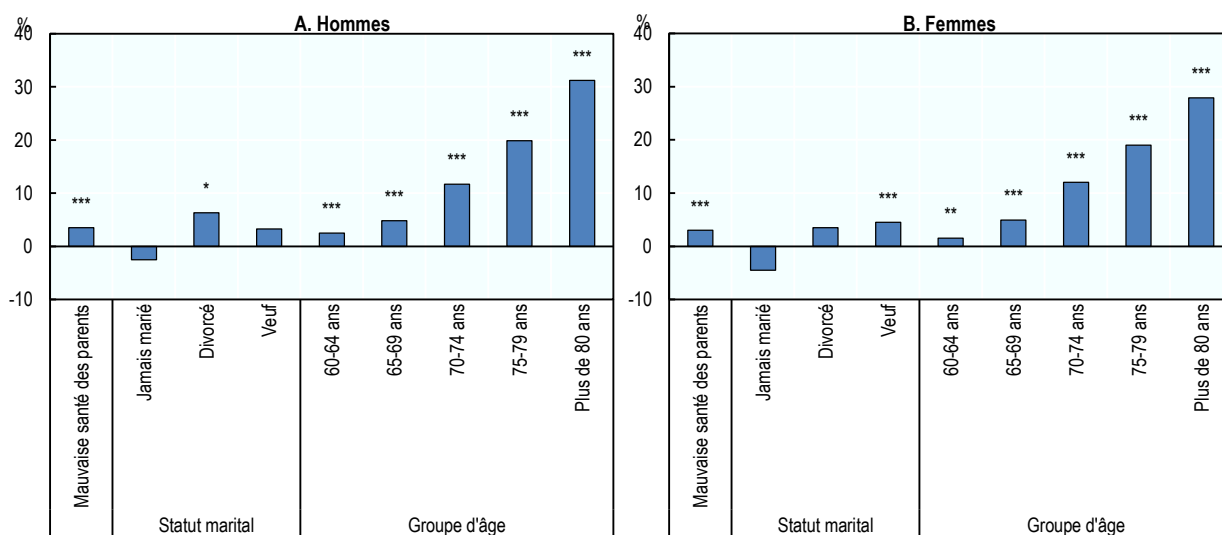 %
A. Hommes
40
30
20
10
0
-10
***
*
***
***
***
***
***
Mauvaise santé des parents
Jamais marié
Divorcé
Veuf
60-64 ans
65-69 ans
70-74 ans
75-79 ans
Plus de 80 ans
Statut marital
Groupe d'âge
%
B. Femmes
40
30
20
10
0
-10
***
***
**
***
***
***
***
Mauvaise santé des parents
Jamais marié
Divorcé
Veuf
60-64 ans
65-69 ans
70-74 ans
75-79 ans
Plus de 80 ans
Statut marital
Groupe d'âge